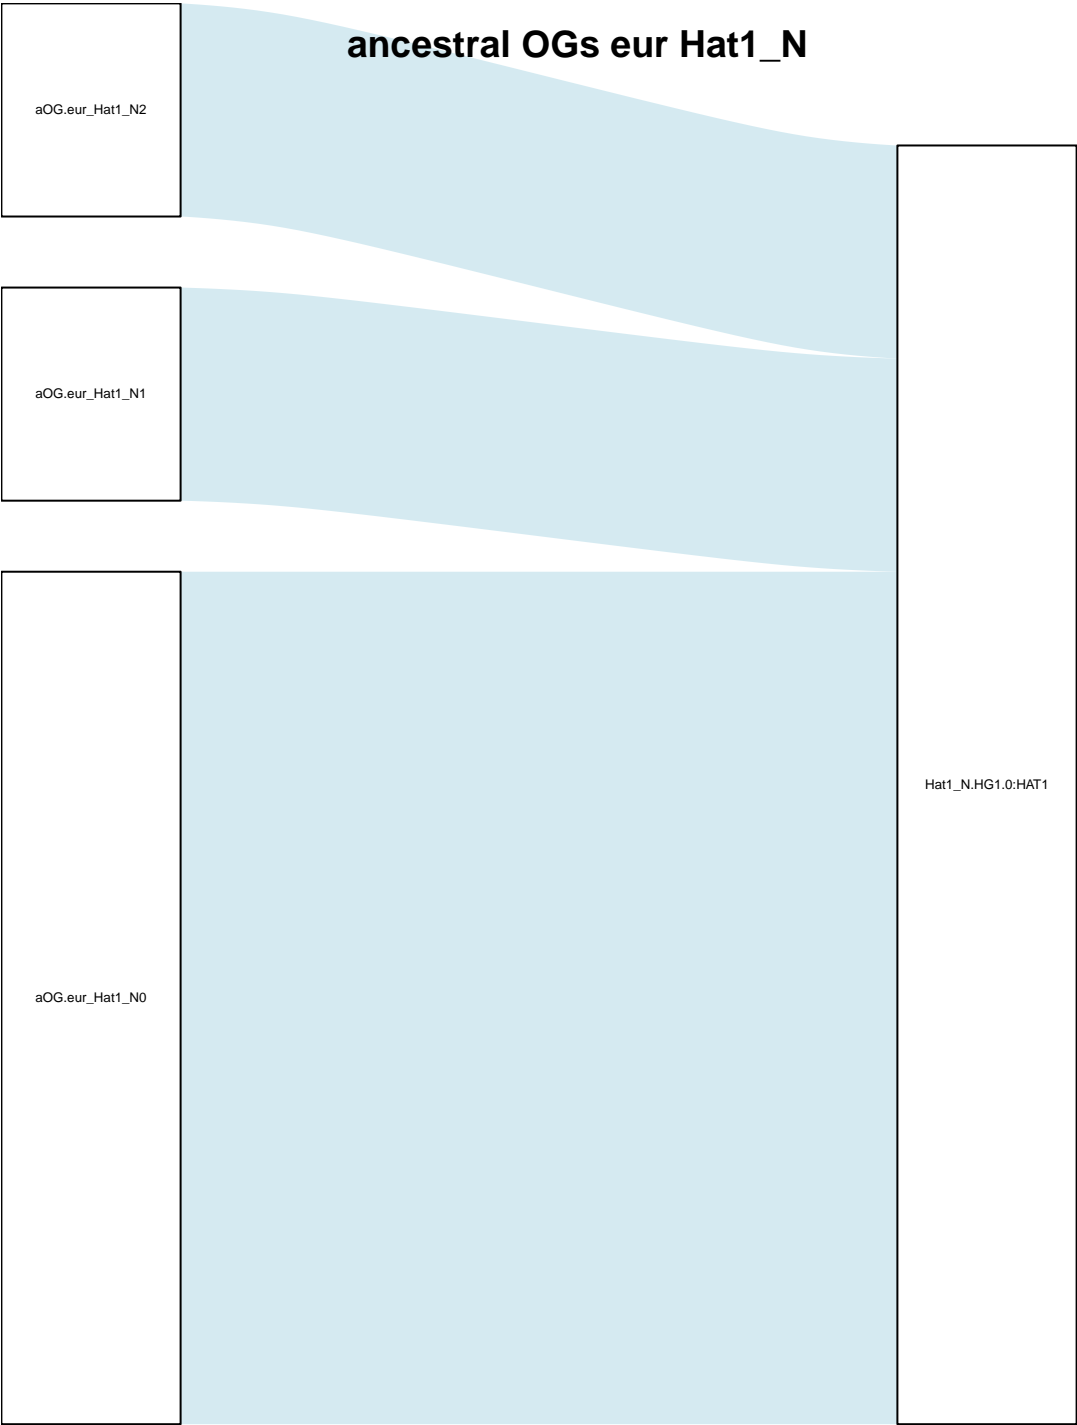 ancestral OGs eur Hat1_N
aOG.eur_Hat1_N2
aOG.eur_Hat1_N1
Hat1_N.HG1.0:HAT1
aOG.eur_Hat1_N0